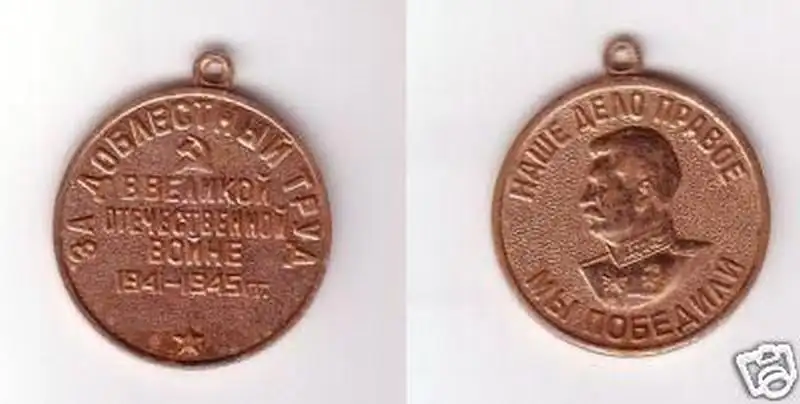 ЗА ДОБЛЕСТНЫЙ ТРУД
В ВЕЛИКОЙ
ОТЕЧЕСТВЕННОЙ
ВОЙНЕ
1941-1945 гг.
НАШЕ ДЕЛО ПРАВОЕ
МЫ ПОБЕДИЛИ